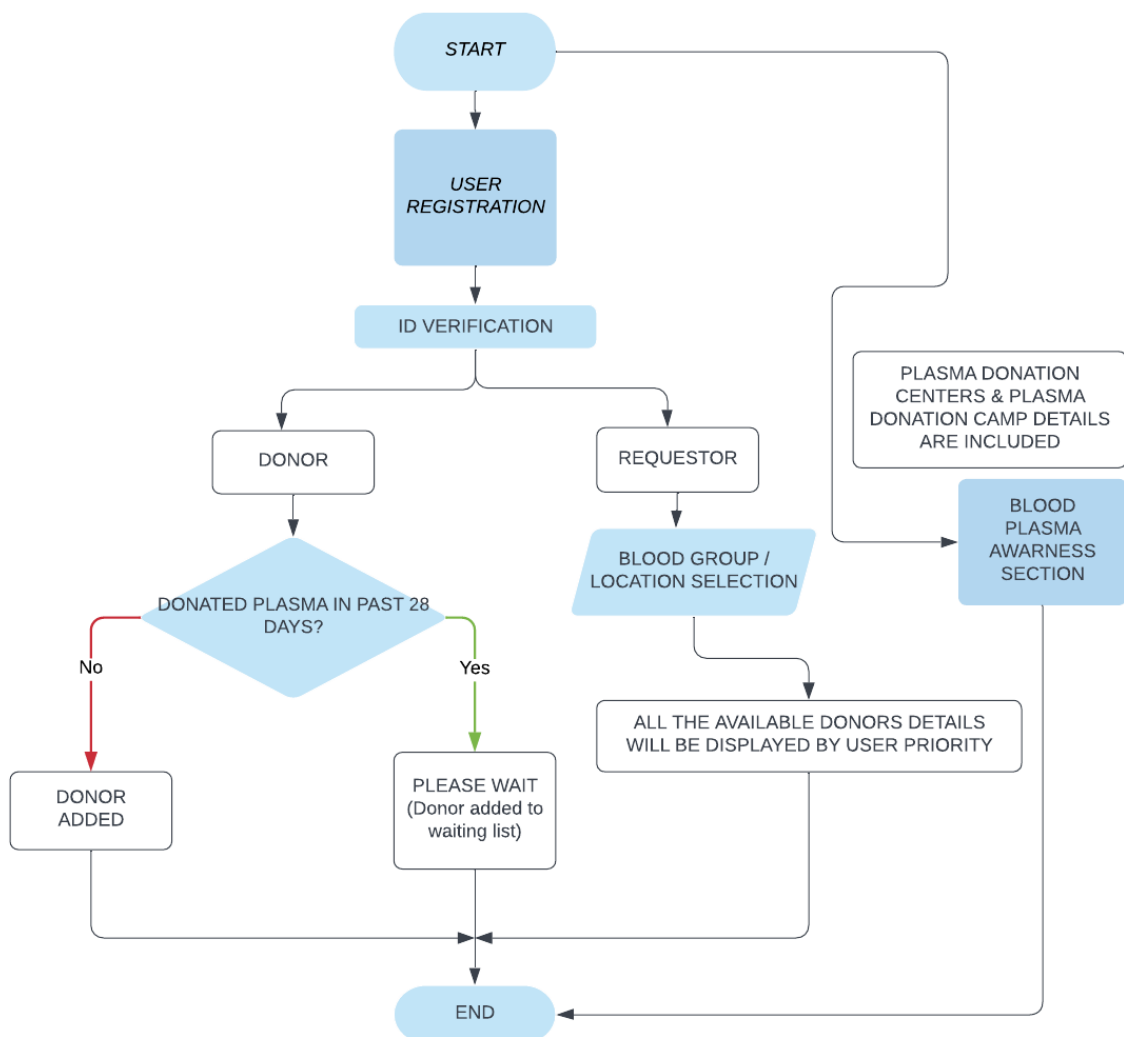 START
USER
REGISTRATION
ID VERIFICATION
PLASMA DONATION
CENTERS & PLASMA
DONATION CAMP DETAILS
ARE INCLUDED
DONOR
REQUESTOR
BLOOD
PLASMA
AWARNESS
SECTION
BLOOD GROUP /
LOCATION SELECTION
DONATED PLASMA IN PAST 28
DAYS?
No
Yes
ALL THE AVAILABLE DONORS DETAILS
WILL BE DISPLAYED BY USER PRIORITY
DONOR
ADDED
PLEASE WAIT
(Donor added to
waiting list)
END